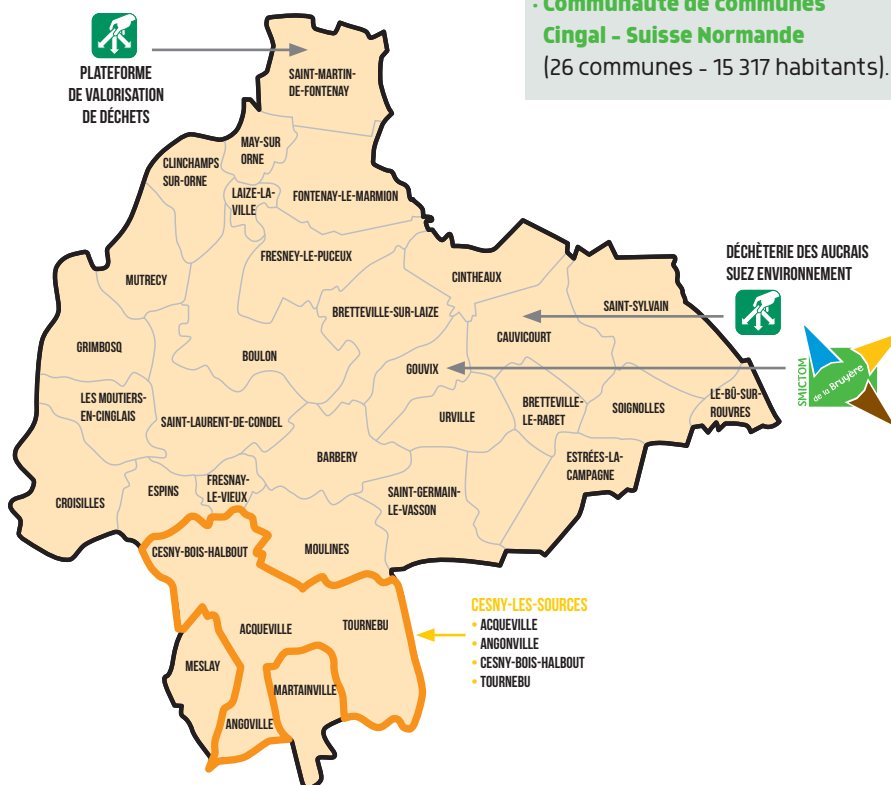 · Communauté de communes
Cingal - Suisse Normande
(26 communes - 15 317 habitants).
PLATEFORME
DE VALORISATION
DE DÉCHETS
SAINT-MARTIN-
DE-FONTENAY
MAY-SUR
ORNE
CLINCHAMPS
SUR-ORNE
LAIZE-LA-
VILLE
FONTENAY-LE-MARMION
FRESNEY-LE-PUCEUX
MUTRECY
CINTHEAUX
DÉCHÈTERIE DES AUCRAIS
SUEZ ENVIRONNEMENT
BRETTEVILLE-SUR-LAIZE
SAINT-SYLVAIN
CAUVICOURT
GRIMBOSQ
BOULON
GOUVIX
SMICTOM
de la Bruyère
LES MOUTIERS-
EN-CINGLAIS
SAINT-LAURENT-DE-CONDEL
URVILLE
BRETTEVILLE-
LE-RABET
SOIGNOLLES
LE-BÛ-SUR-
ROUVRES
BARBERY
ESTRÉES-LA-
CAMPAGNE
CROISILLES
ESPINS
FRESNAY-
LE-VIEUX
SAINT-GERMAIN-
LE-VASSON
CESNY-BOIS-HALBOUT
MOULINES
ACQUEVILLE
TOURNEBU
MESLAY
MARTAINVILLE
ANGOVILLE
CESNY-LES-SOURCES
• ACQUEVILLE
• ANGONVILLE
• CESNY-BOIS-HALBOUT
• TOURNEBU